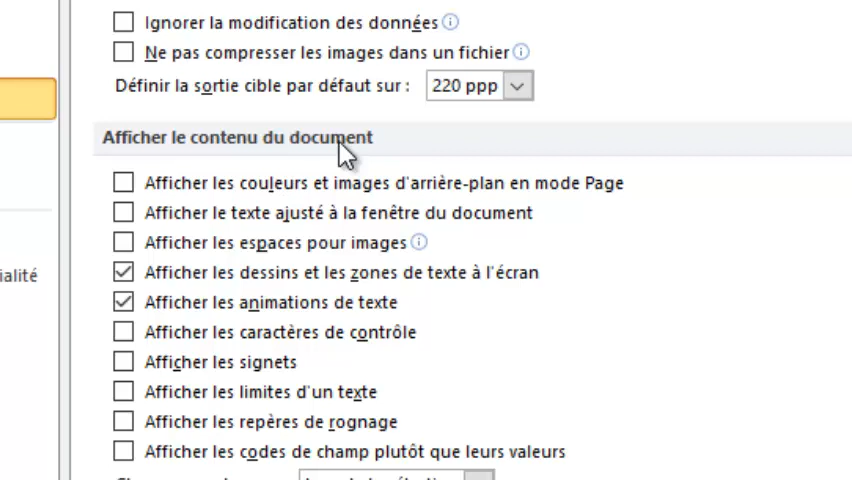 Ignorer la modification des données
Ne pas compresser les images dans un fichier
Définir la sortie cible par défaut sur : 220 ppp
Afficher le contenu du document
Afficher les couleurs et images d'arrière-plan en mode Page
Afficher le texte ajusté à la fenêtre du document
Afficher les espaces pour images
ialité
Afficher les dessins et les zones de texte à l'écran
Afficher les animations de texte
Afficher les caractères de contrôle
Afficher les signets
Afficher les limites d'un texte
Afficher les repères de rognage
Afficher les codes de champ plutôt que leurs valeurs